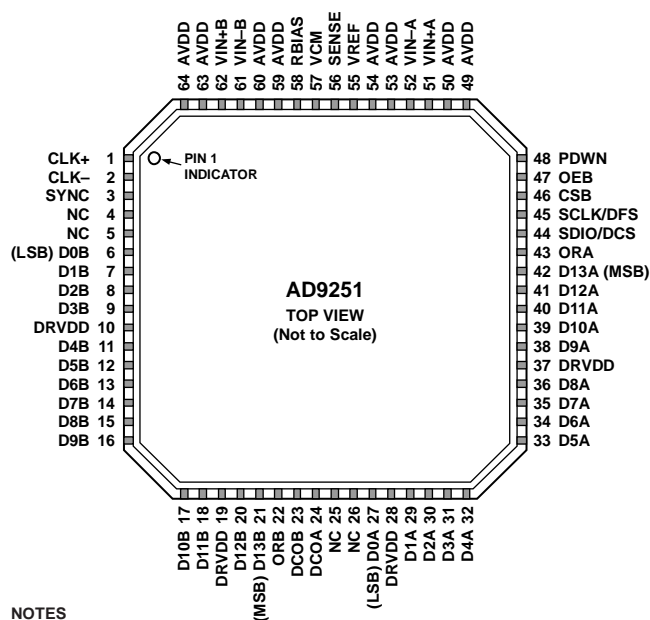 64 AVDD
63 AVDD
62 VIN+B
61 VIN–B
60 AVDD
59 AVDD
58 RBIAS
57 VCM
56 SENSE
55 VREF
54 AVDD
53 AVDD
52 VIN–A
51 VIN+A
50 AVDD
49 AVDD
CLK+ 1
CLK– 2
SYNC 3
NC 4
NC 5
(LSB) D0B 6
D1B 7
D2B 8
D3B 9
DRVDD 10
D4B 11
D5B 12
D6B 13
D7B 14
D8B 15
D9B 16
PIN 1
INDICATOR
AD9251
TOP VIEW
(Not to Scale)
48 PDWN
47 OEB
46 CSB
45 SCLK/DFS
44 SDIO/DCS
43 ORA
42 D13A (MSB)
41 D12A
40 D11A
39 D10A
38 D9A
37 DRVDD
36 D8A
35 D7A
34 D6A
33 D5A
D10B 17
D11B 18
DRVDD 19
D12B 20
(MSB) D13B 21
ORB 22
DCOB 23
DCOA 24
NC 25
NC 26
(LSB) D0A 27
DRVDD 28
D1A 29
D2A 30
D3A 31
D4A 32
NOTES